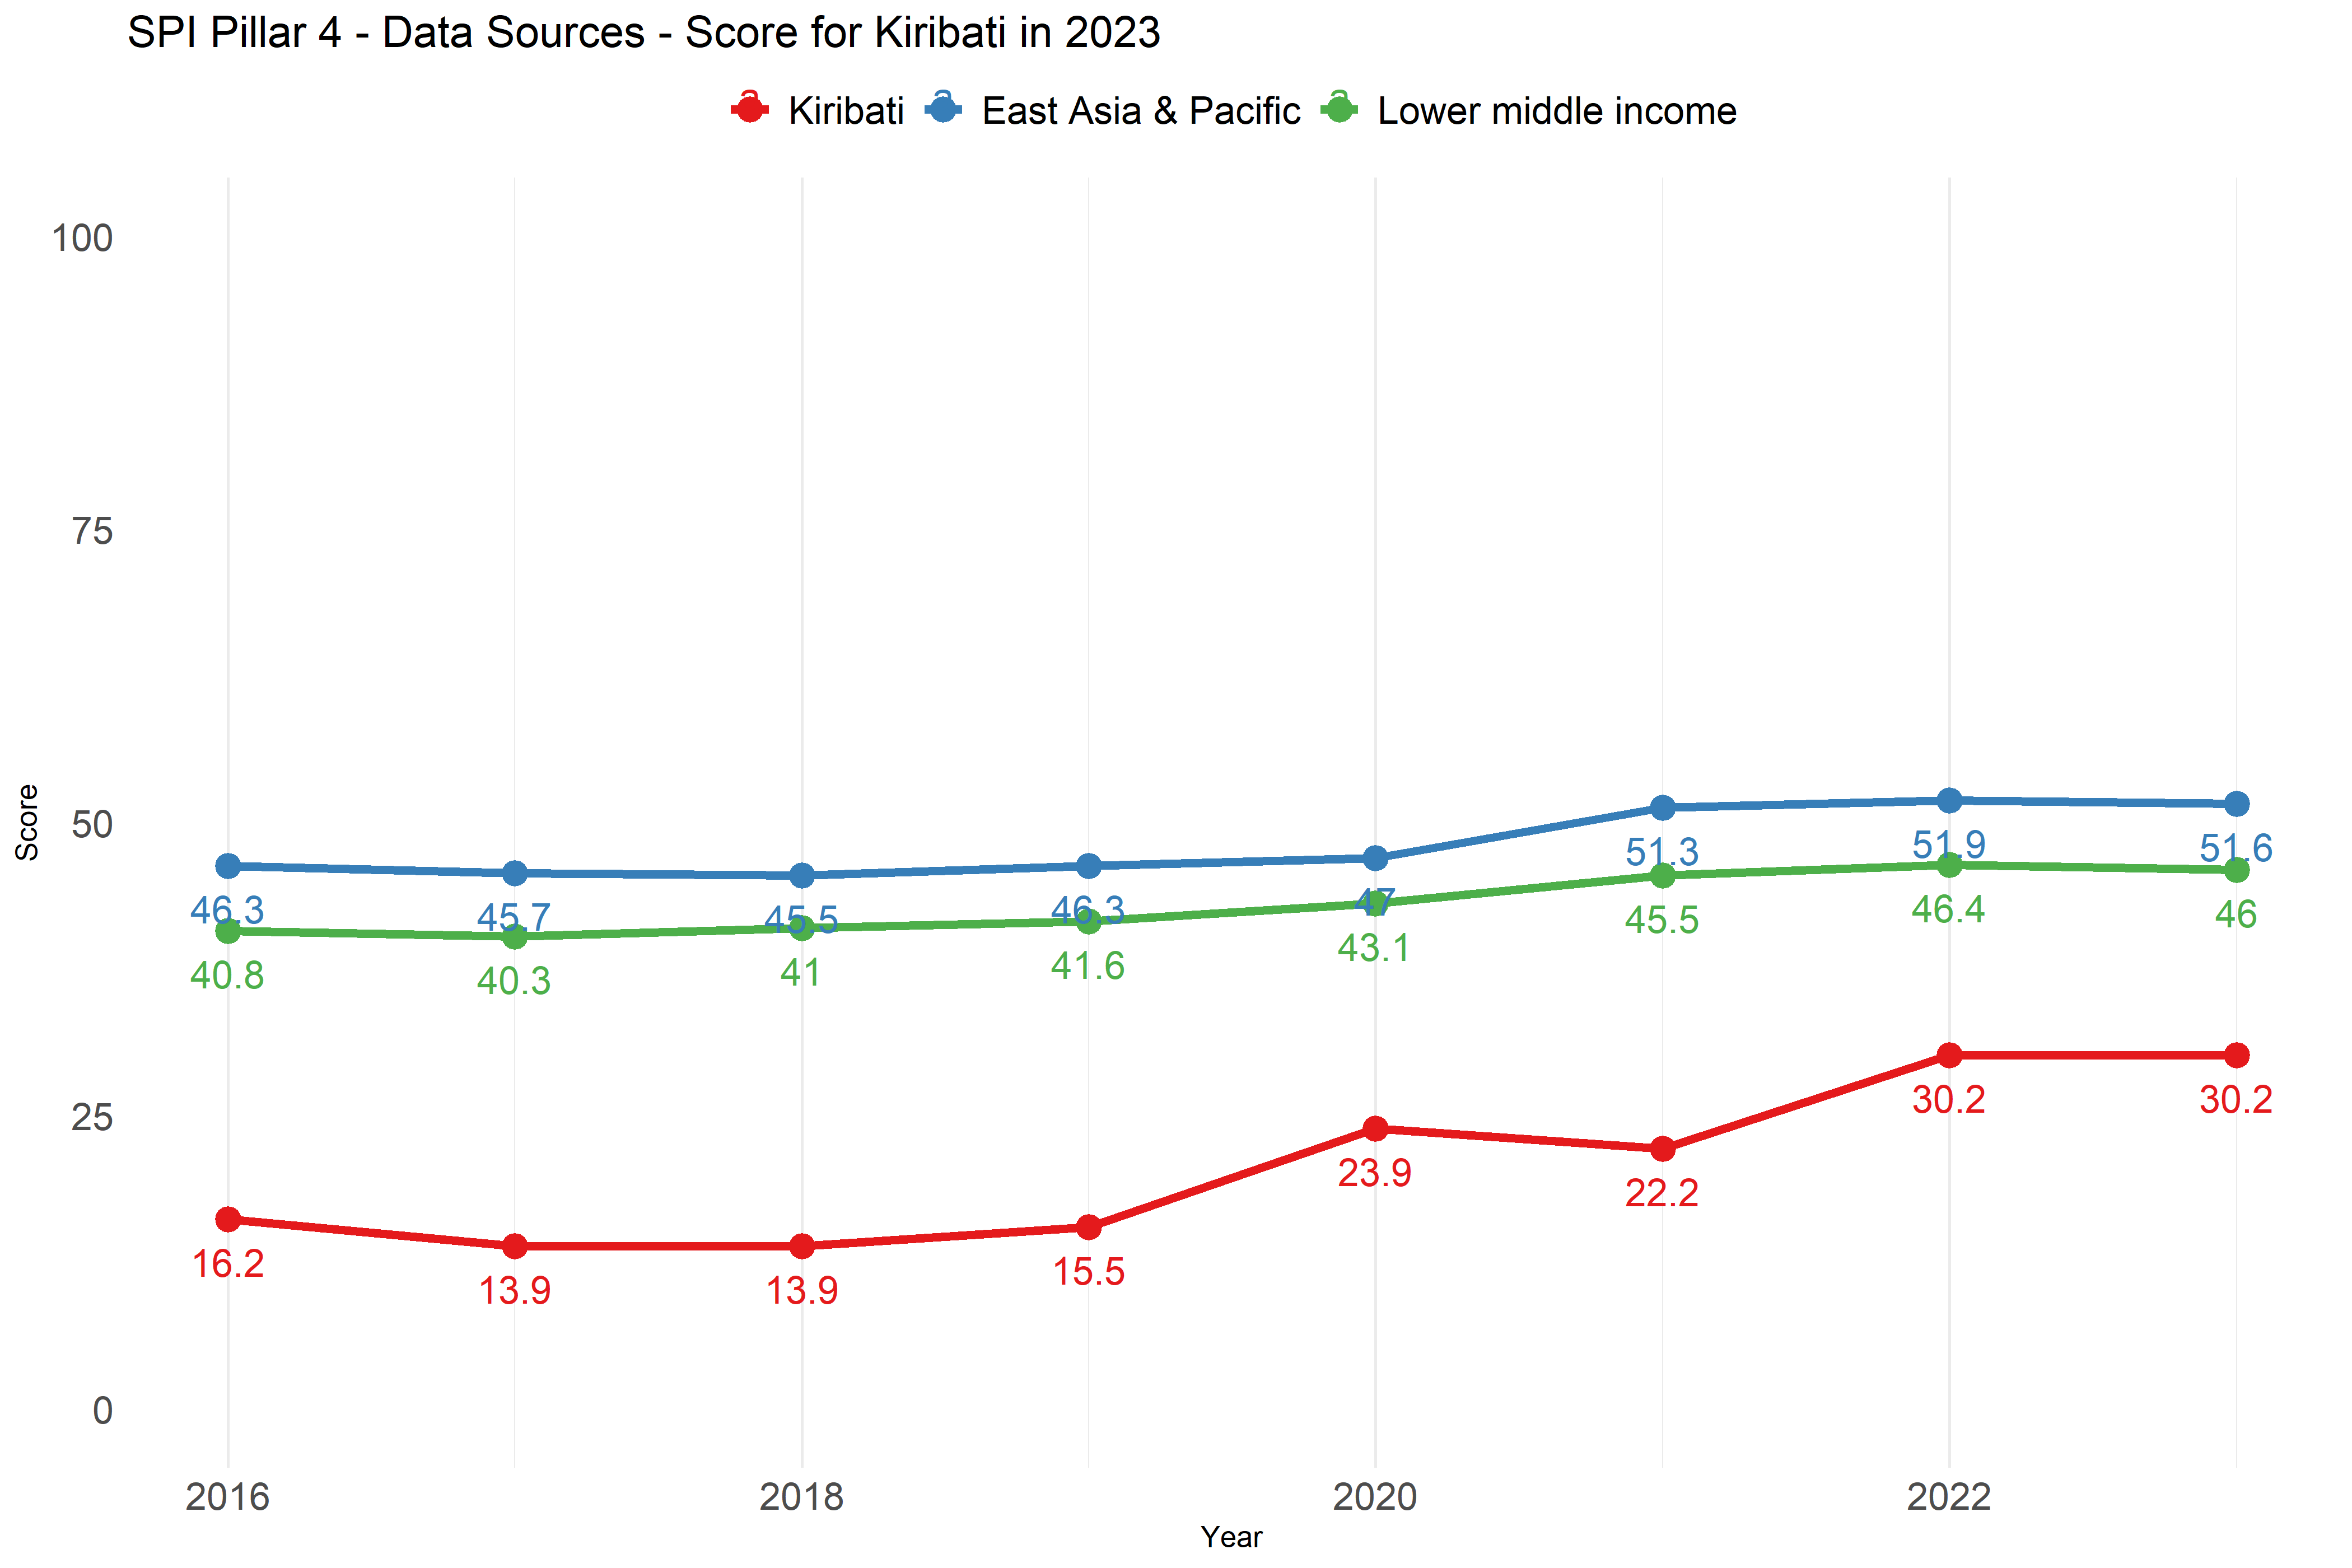 SPI Pillar 4 - Data Sources - Score for Kiribati in 2023
Kiribati East Asia & Pacific Lower middle income
100
75
50
25
0
Score
46.3 45.7 45.5 46.3 47 51.3 51.9 51.6
40.8 40.3 41 41.6 43.1 45.5 46.4 46
16.2 13.9 13.9 15.5 23.9 22.2 30.2 30.2
2016 2018 2020 2022
Year